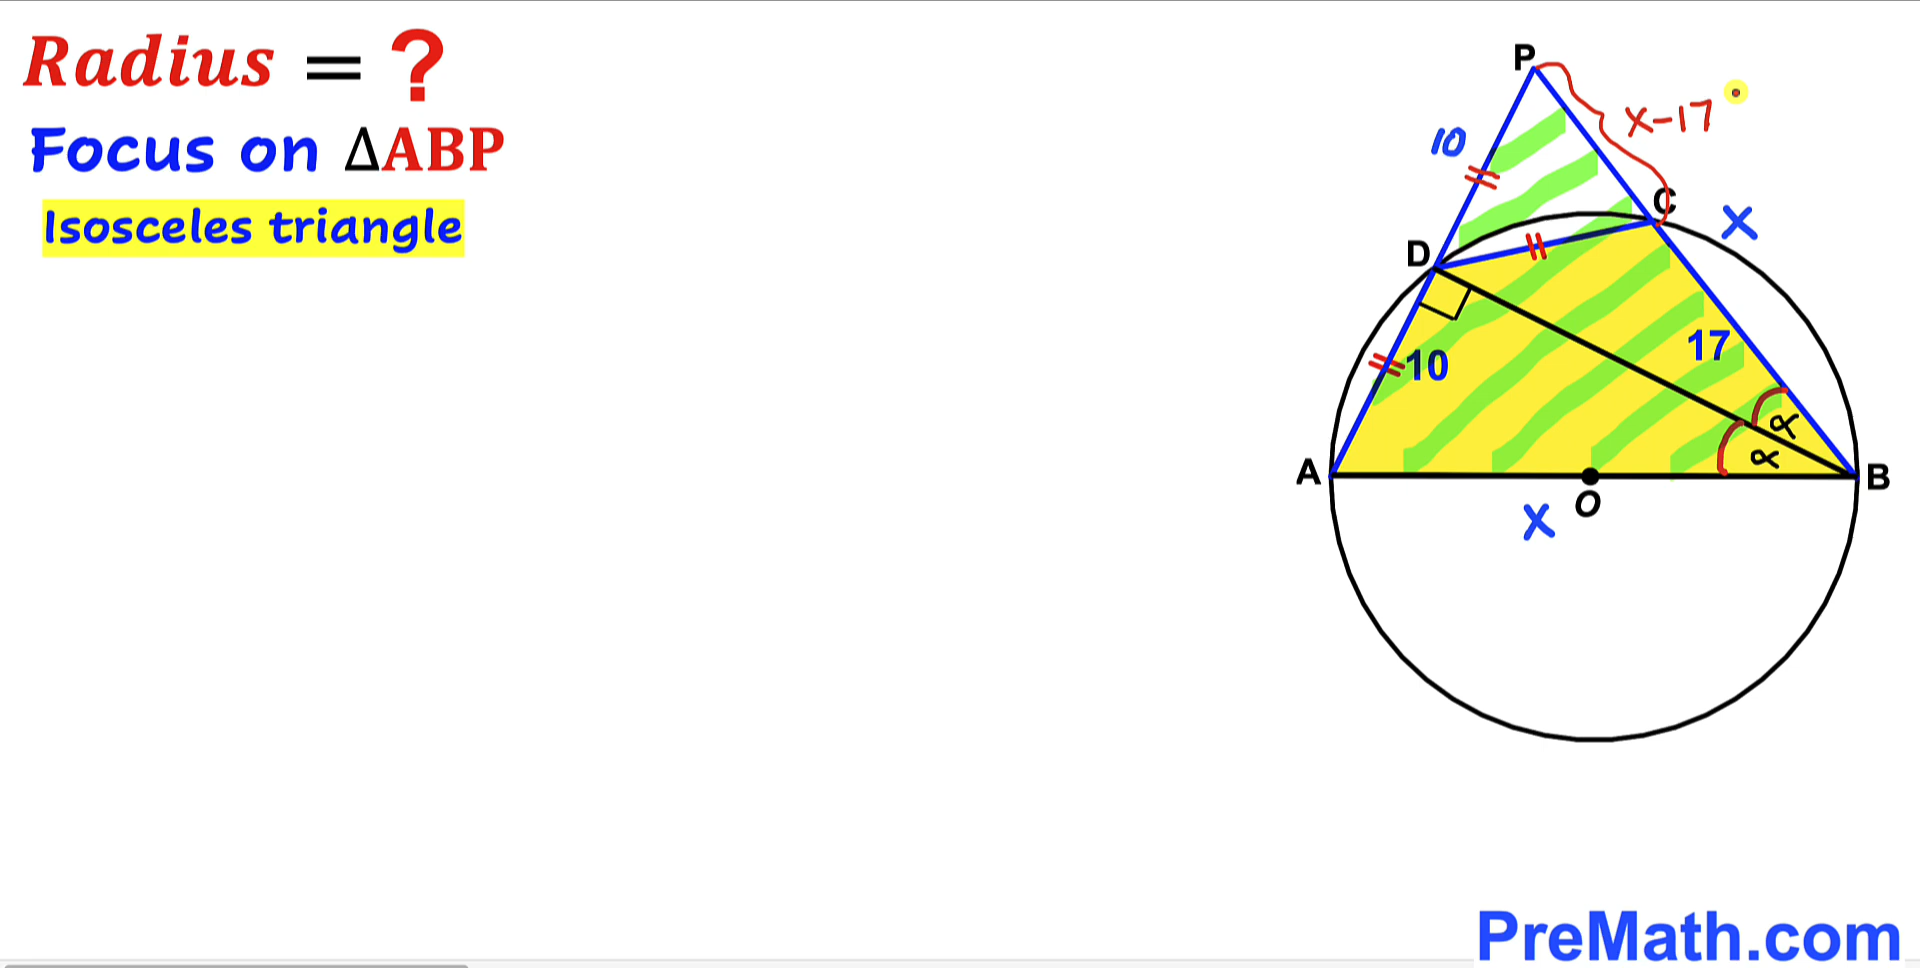 Radius = ?
Focus on ΔABP
Isosceles triangle
P
10
x-17
C
x
D
17
10
α
α
A
B
O
x
PreMath.com